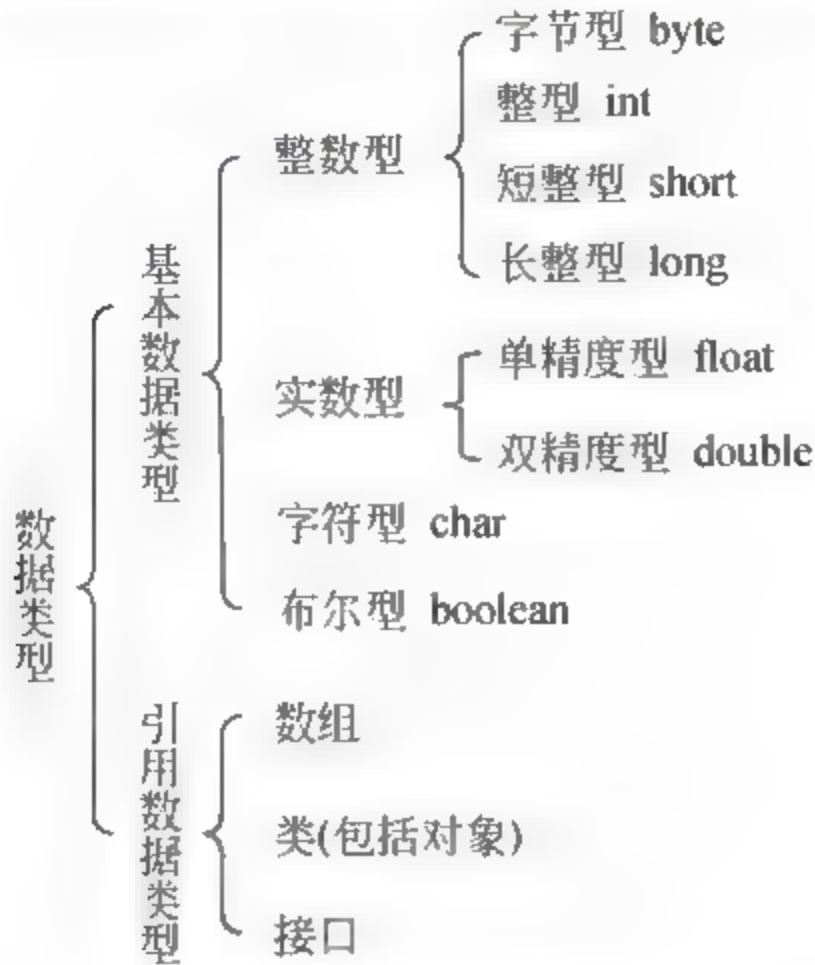 数据类型
基本数据类型
整数型
字节型 byte
整型 int
短整型 short
长整型 long
实数型
单精度型 float
双精度型 double
字符型 char
布尔型 boolean
引用数据类型
数组
类(包括对象)
接口